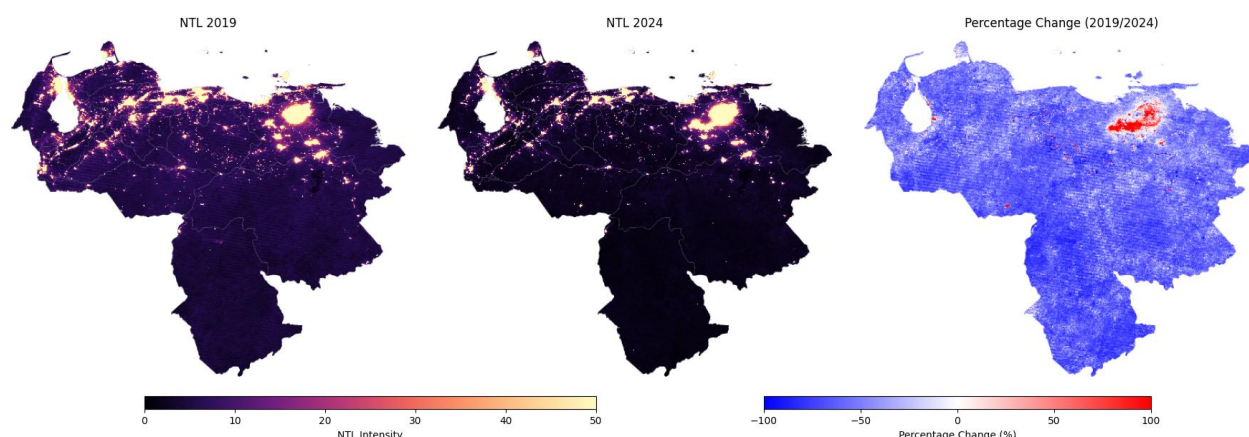 NTL 2019
NTL 2024
Percentage Change (2019/2024)
0 10 20 30 40 50
NTL Intensity
−100 −50 0 50 100
Percentage Change (%)